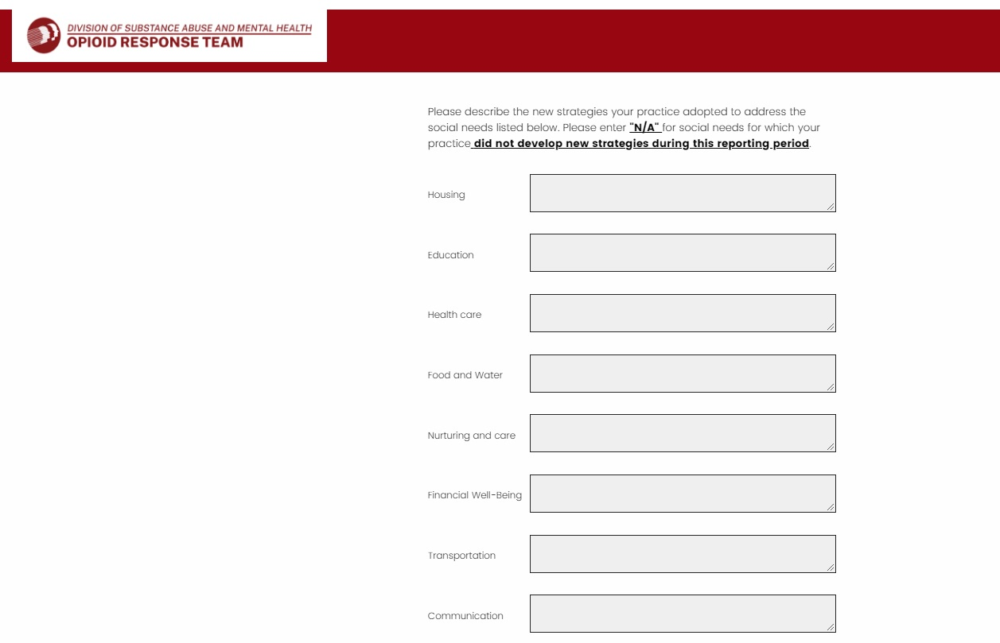 DIVISION OF SUBSTANCE ABUSE AND MENTAL HEALTH
OPIOID RESPONSE TEAM
Please describe the new strategies your practice adopted to address the
social needs listed below. Please enter "N/A" for social needs for which your
practice did not develop new strategies during this reporting period.
Housing
Education
Health care
Food and Water
Nurturing and care
Financial Well-Being
Transportation
Communication